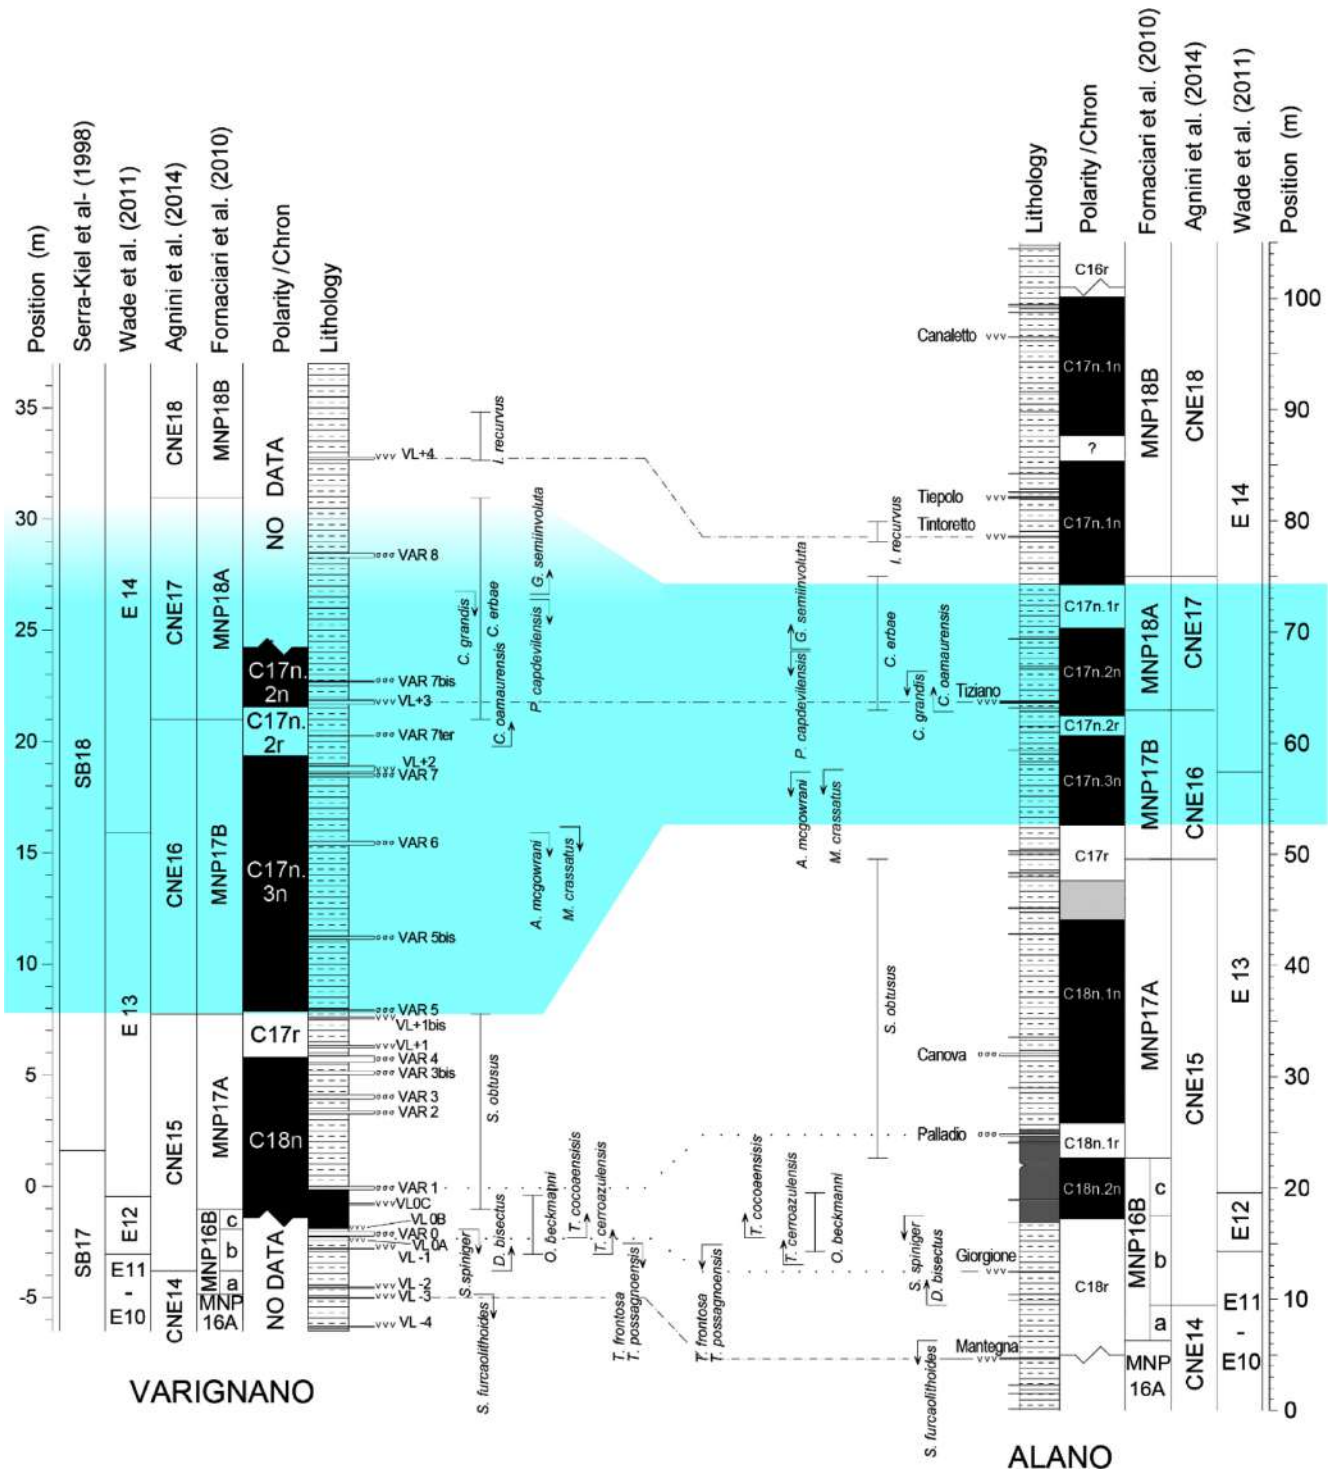 Position (m)
Serra-Kiel et al- (1998)
Wade et al. (2011)
Agnini et al. (2014)
Fornaciari et al. (2010)
Polarity/Chron
Lithology
35
30
25
20
15
10
5
0
-5
SB18
SB17
E 14
E 13
E12
E11
-
E10
CNE18
CNE17
CNE16
CNE15
CNE14
MNP18B
MNP18A
MNP17B
MNP17A
MNP16B
c
b
a
MNP
16A
NO DATA
C17n.
2n
C17n.
2r
C17n.
3n
C17r
C18n
NO DATA
VL+4
VAR 8
VAR 7bis
VL+3
VAR 7ter
VL+2
VAR 7
VAR 6
VAR 5bis
VAR 5
VL+1bis
VL+1
VAR 4
VAR 3bis
VAR 3
VAR 2
VAR 1
VL0C
VL 0B
VAR 0
VL 0A
VL -1
VL -2
VL -3
VL -4
I. recurvus
G. semiinvoluta
C. grandis
C. erbae
C. oamaurensis
P. capdevilensis
A. mcgowrani
M. crassatus
S. obtusus
S.spiniger
D. bisectus
O. beckmapni
T. cocoaensisis
T. cerroazulensis
T. frontosa
T. possagnoensis
S. furcaolithoides
VARIGNANO
I. recurvus
G. semiinvoluta
P. capdevilensis
C. erbae
C. grandis
C. oamaurensis
A. mcgowrani
M. crassatus
S. obtusus
T. cocoaensisis
T. cerroazulensis
O. beckmanni
S. spiniger
D. bisectus
T. frontosa
T. possagnoensis
S. furcaolithoides
Canaletto
Tiepolo
Tintoretto
Tiziano
Canova
Palladio
Giorgione
Mantegna
Lithology
Polarity/Chron
Fornaciari et al. (2010)
Agnini et al. (2014)
Wade et al. (2011)
Position (m)
C16r
C17n.1n
?
C17n.1n
C17n.1r
C17n.2n
C17n.2r
C17n.3n
C17r
C18n.1n
C18n.1r
C18n.2n
C18r
MNP18B
MNP18A
MNP17B
MNP17A
MNP16B
c
b
a
MNP
16A
CNE18
CNE17
CNE16
CNE15
CNE14
E 14
E 13
E12
E11
-
E10
100
90
80
70
60
50
40
30
20
10
0
ALANO